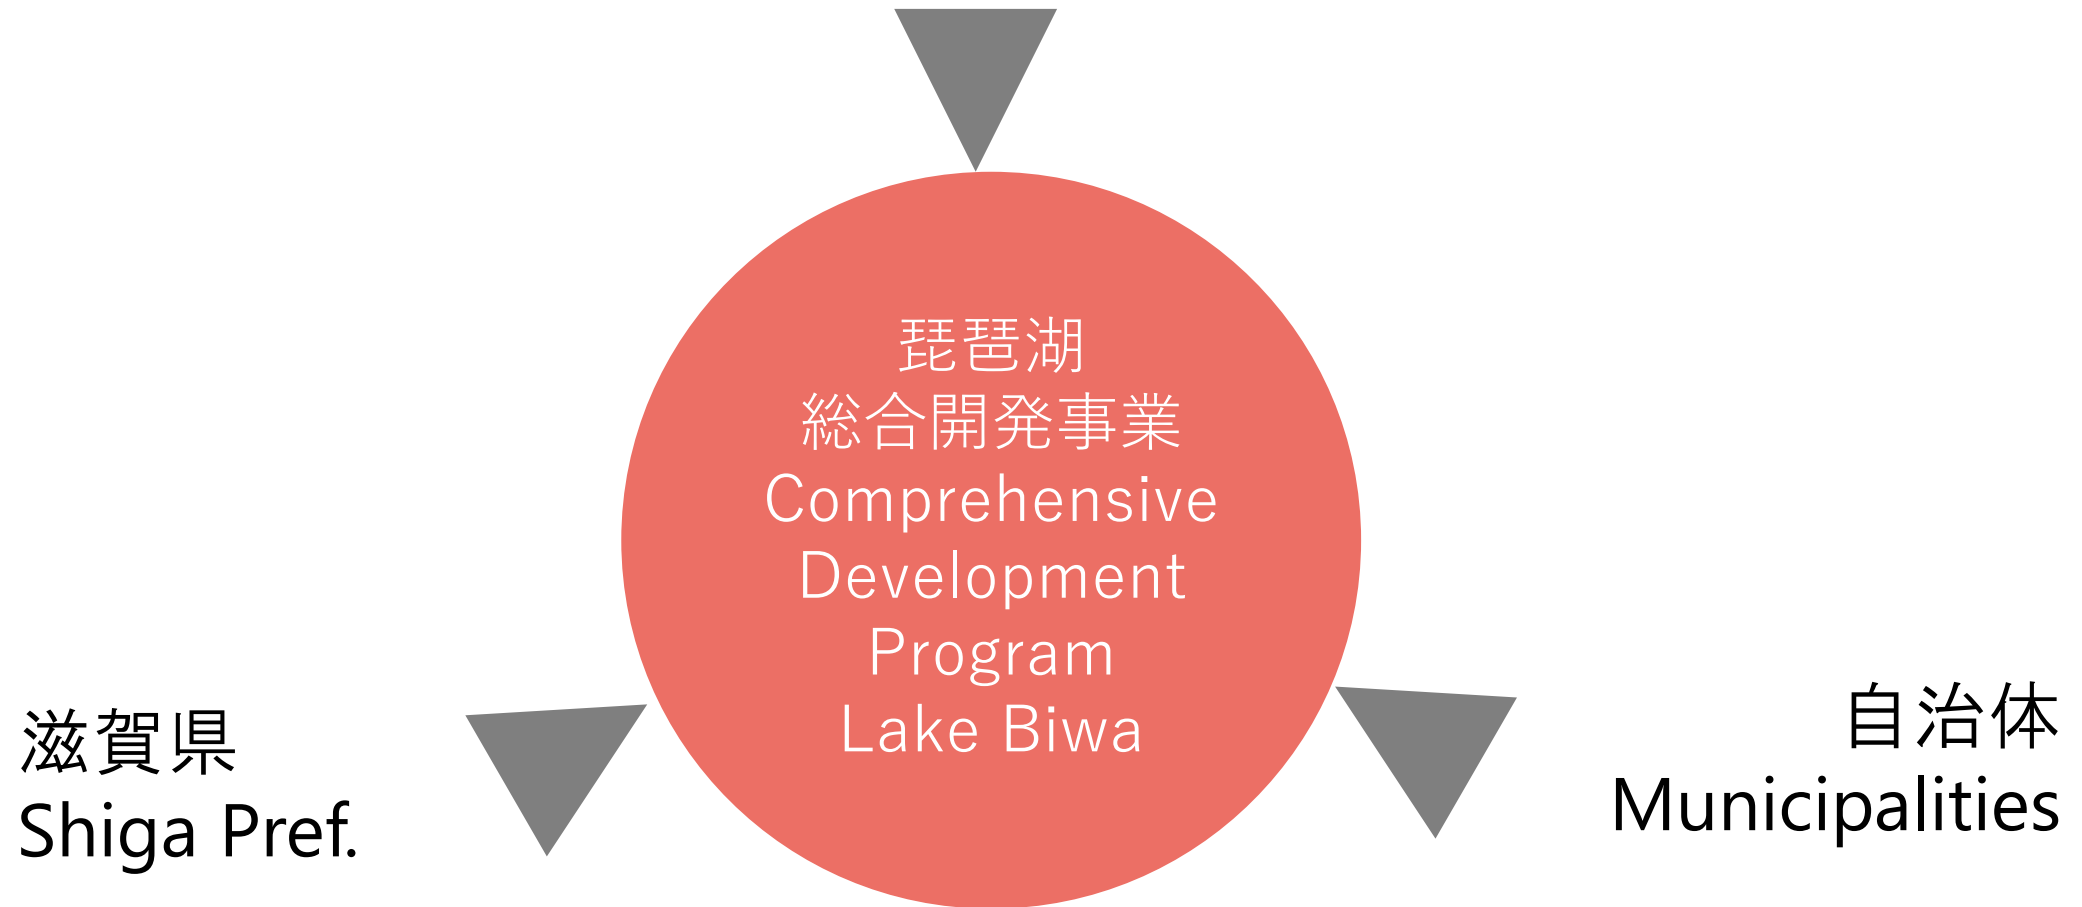 琵琶湖
総合開発事業
Comprehensive
Development
Program
Lake Biwa
滋賀県
Shiga Pref.
自治体
Municipalities